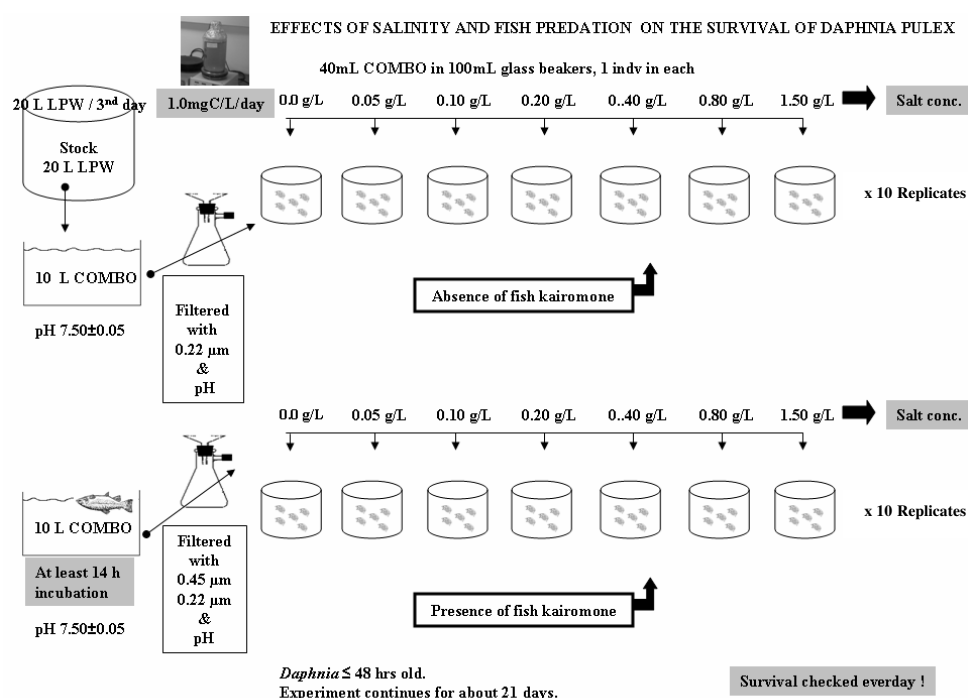 EFFECTS OF SALINITY AND FISH PREDATION ON THE SURVIVAL OF DAPHNIA PULEX
40mL COMBO in 100mL glass beakers, 1 indv in each
20 L LPW / 3rd day
1.0mgC/L/day
0.0 g/L 0.05 g/L 0.10 g/L 0.20 g/L 0..40 g/L 0.80 g/L 1.50 g/L
Salt conc.
Stock
20 L LPW
x 10 Replicates
10 L COMBO
pH 7.50±0.05
Filtered
with
0.22 µm
&
pH
Absence of fish kairomone
0.0 g/L 0.05 g/L 0.10 g/L 0.20 g/L 0..40 g/L 0.80 g/L 1.50 g/L
Salt conc.
x 10 Replicates
10 L COMBO
At least 14 h
incubation
pH 7.50±0.05
Filtered
with
0.45 µm
0.22 µm
&
pH
Presence of fish kairomone
Daphnia ≤ 48 hrs old.
Experiment continues for about 21 days.
Survival checked everday !